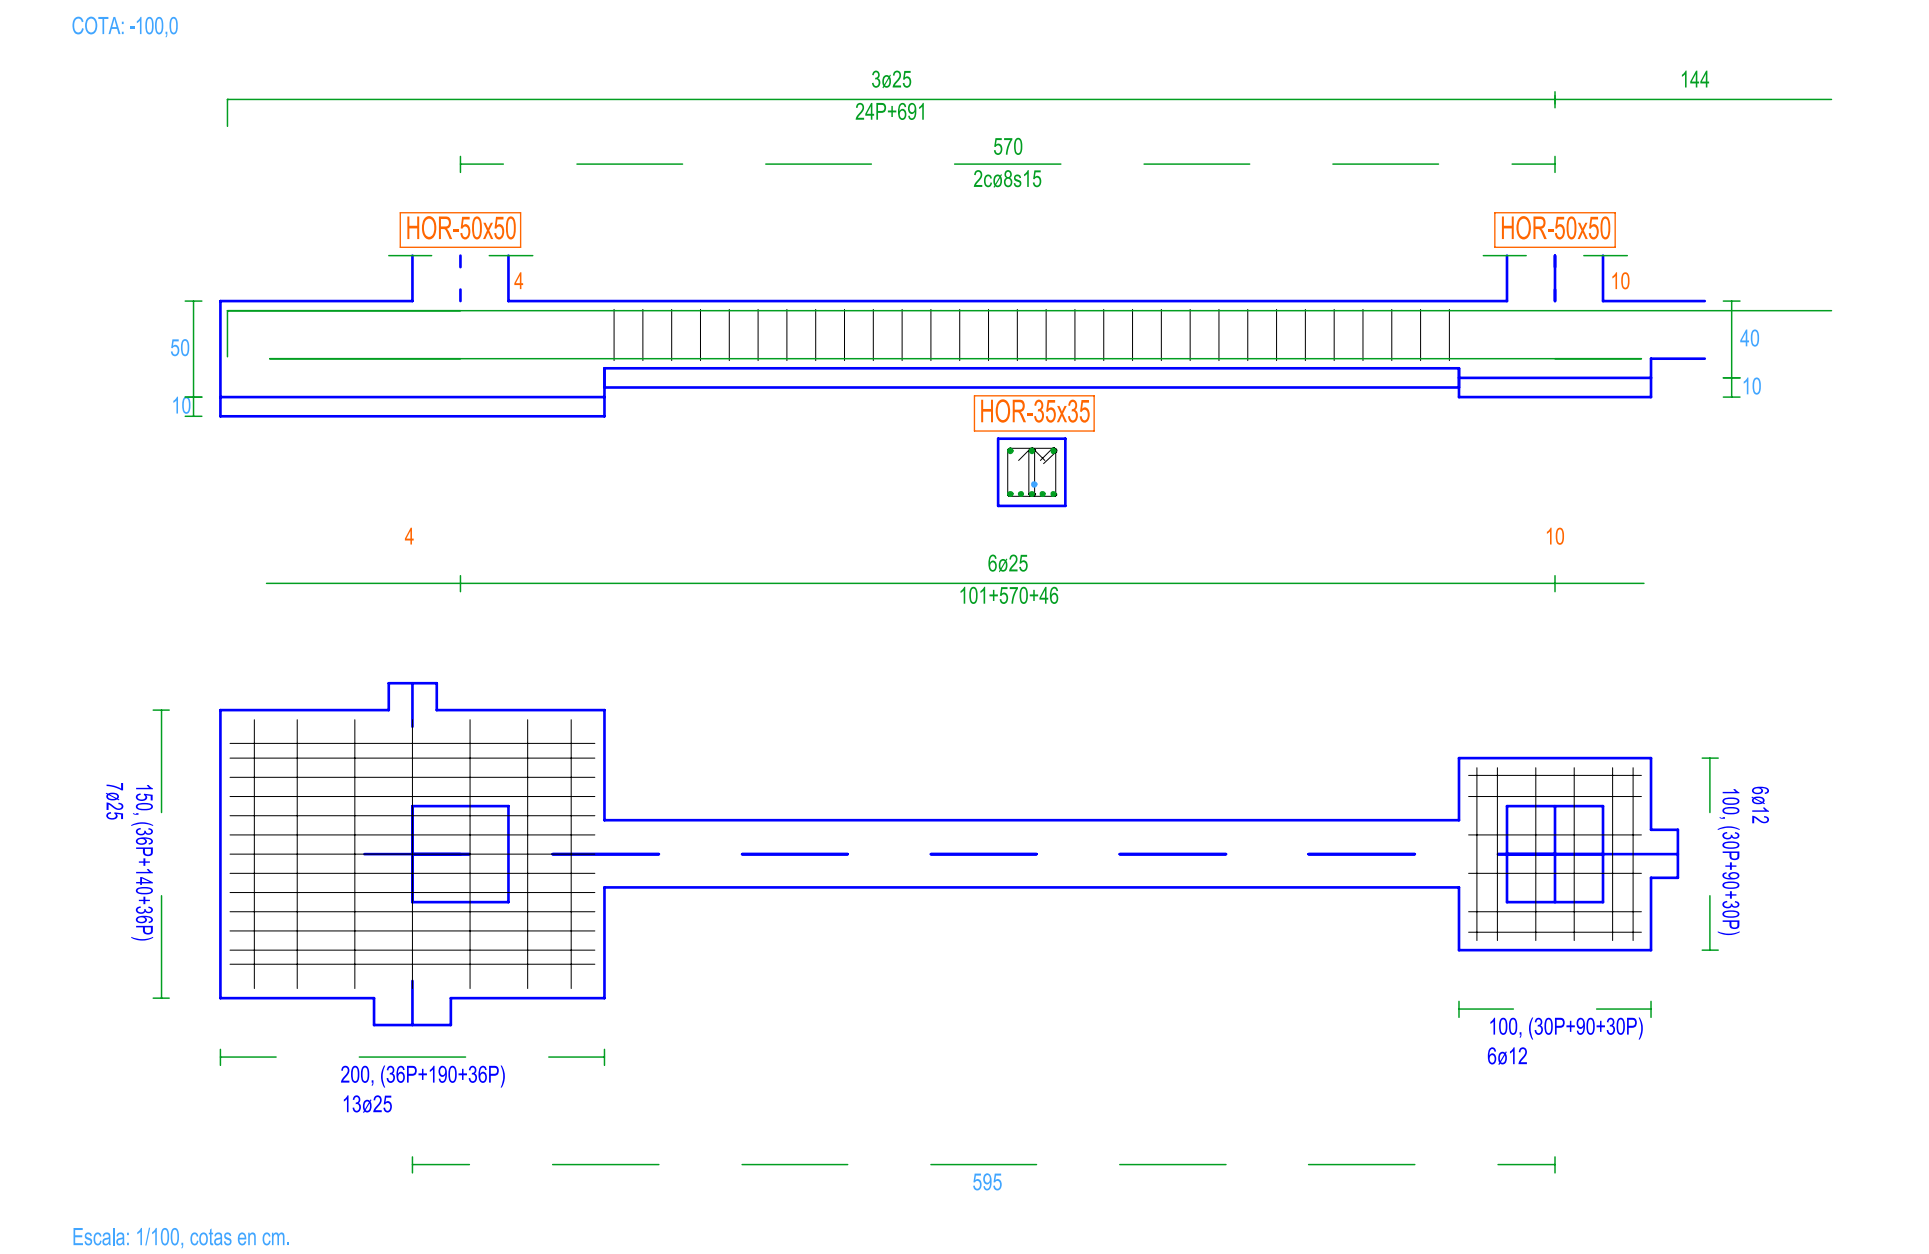 COTA: -100,0
3ø25
144
24P+691
570
2cø8s15
HOR-50x50
HOR-50x50
4
10
50
40
10
10
HOR-35x35
4
10
6ø25
101+570+46
150, (36P+140+36P)
7ø25
6ø12
100, (30P+90+30P)
100, (30P+90+30P)
6ø12
200, (36P+190+36P)
13ø25
595
Escala: 1/100, cotas en cm.